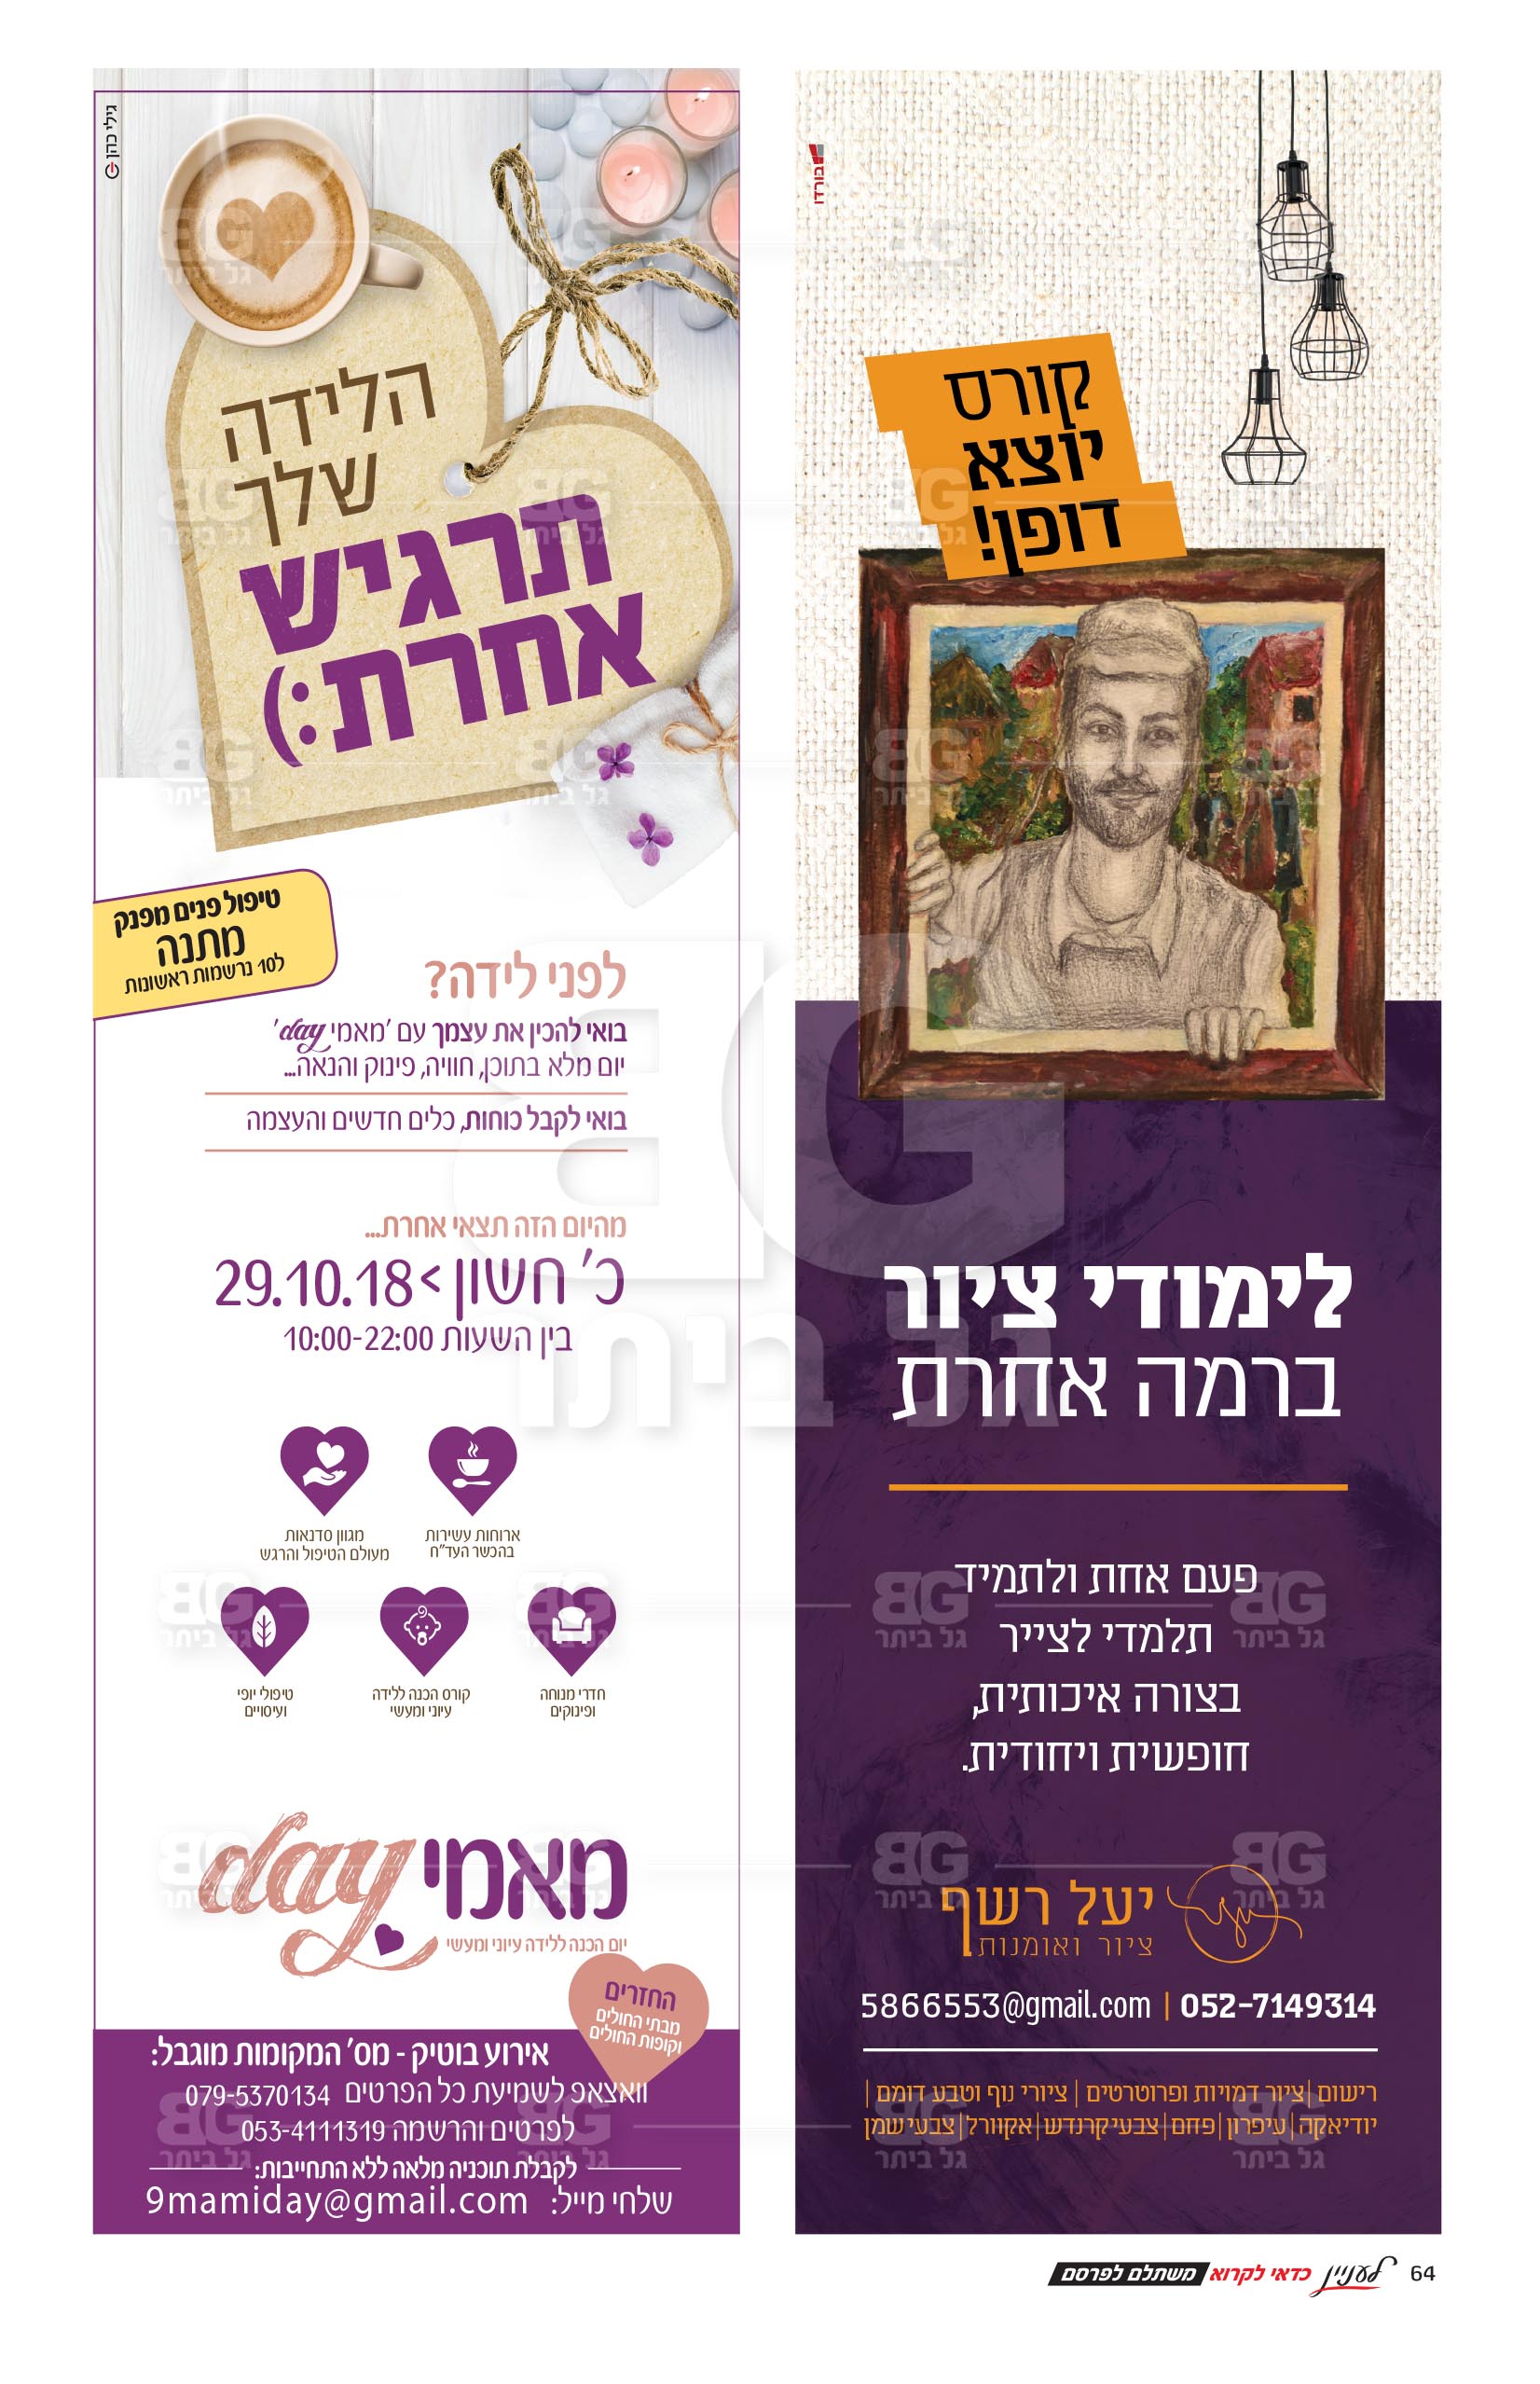 בורדו
קורס
יוצא
דופן!
לימודי ציור
ברמה אחרת
פעם אחת ולתמיד
תלמדי לצייר
בצורה איכותית,
חופשית ויחודית.
יעל רשף
ציור ואומנות
052-7149314 | 5866553@gmail.com
רישום | ציור דמויות ופרוטרטים | ציורי נוף וטבע דומם |
יודיאקה | עיפרון | פחם | צבעי קרנדש | אקוורל | צבעי שמן
גילי כהן
הלידה
שלך
תרגיש
אחרת:)
טיפול פנים מפנק
מתנה
ל10 נרשמות ראשונות
לפני לידה?
בואי להכין את עצמך עם 'מאמי day'
יום מלא בתוכן, חוויה, פינוק והנאה...
בואי לקבל כוחות, כלים חדשים והעצמה
מהיום הזה תצאי אחרת...
כ' חשון > 29.10.18
בין השעות 10:00-22:00
ארוחות עשירות
בהכשר העד"ח
מגוון סדנאות
מעולם הטיפול והרגש
חדרי מנוחה
ופינוקים
קורס הכנה ללידה
עיוני ומעשי
טיפולי יופי
ועיסויים
מאמי day
יום הכנה ללידה עיוני ומעשי
החזרים
מבתי החולים
וקופות החולים
אירוע בוטיק - מס' המקומות מוגבל:
וואצאפ לשמיעת כל הפרטים 079-5370134
לפרטים והרשמה 053-4111319
לקבלת תוכניה מלאה ללא התחייבות:
שלחי מייל: 9mamiday@gmail.com
BG
גל ביתר
64 לעניין כדאי לקרוא משתלם לפרסם